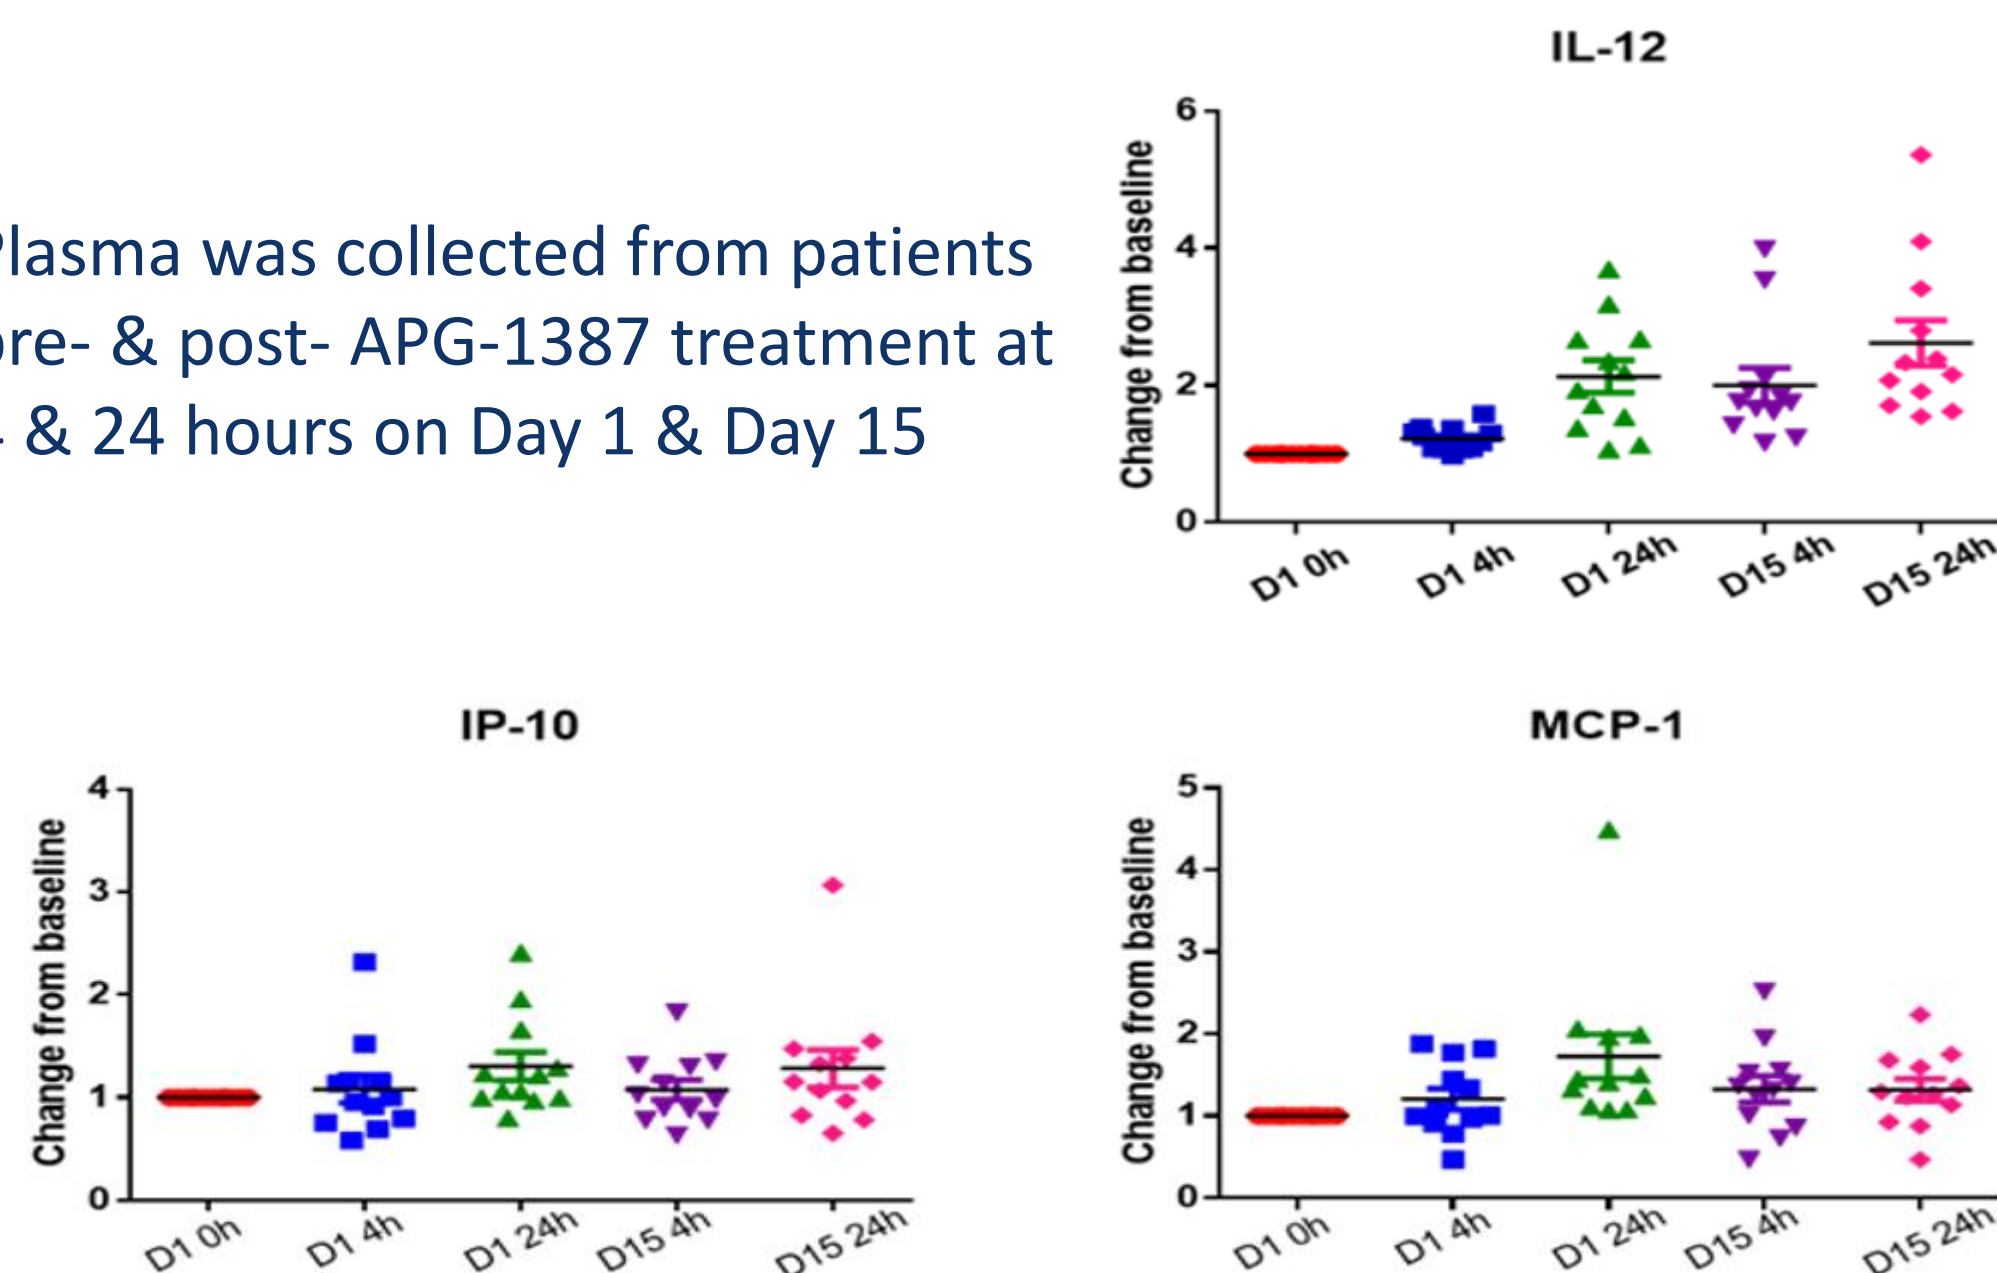 Plasma was collected from patients
pre- & post- APG-1387 treatment at
& 24 hours on Day 1 & Day 15
IL-12
Change from baseline
6
4
2
0
D1 0h
D1 4h
D1 24h
D15 4h
D15 24h
IP-10
Change from baseline
4
3
2
1
0
D1 0h
D1 4h
D1 24h
D15 4h
D15 24h
MCP-1
Change from baseline
5
4
3
2
1
0
D1 0h
D1 4h
D1 24h
D15 4h
D15 24h